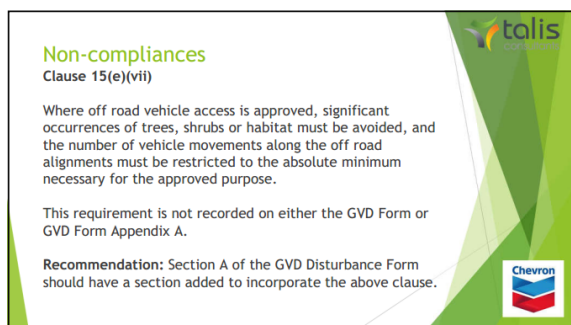 talis
consultants
Non-compliances
Clause 15(e)(vii)
Where off road vehicle access is approved, significant
occurrences of trees, shrubs or habitat must be avoided, and
the number of vehicle movements along the off road
alignments must be restricted to the absolute minimum
necessary for the approved purpose.
This requirement is not recorded on either the GVD Form or
GVD Form Appendix A.
Recommendation: Section A of the GVD Disturbance Form
should have a section added to incorporate the above clause.
Chevron